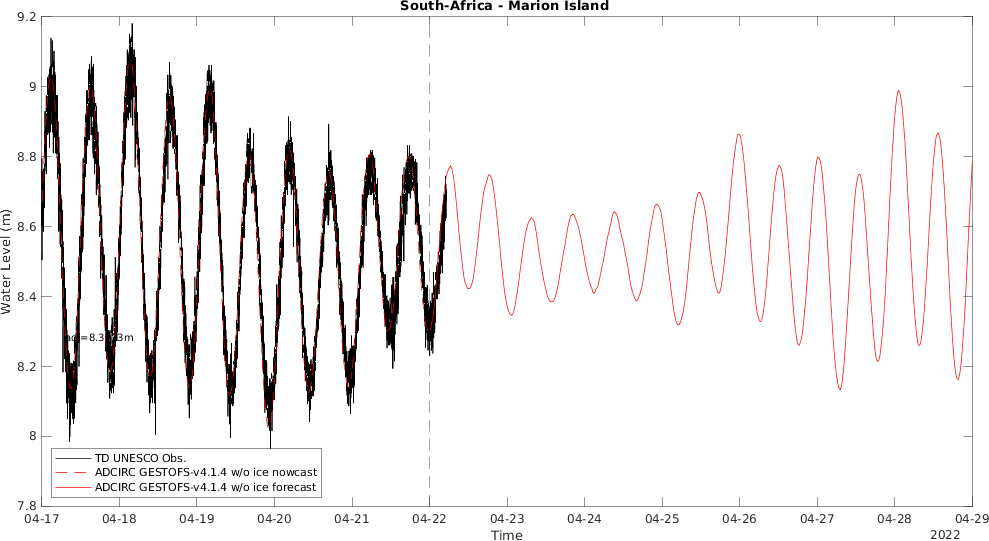 South-Africa - Marion Island
Water Level (m)
9.2
9
8.8
8.6
8.4
8.2
8
7.8
TD UNESCO Obs.
ADCIRC GESTOFS-v4.1.4 w/o ice nowcast
ADCIRC GESTOFS-v4.1.4 w/o ice forecast
04-17 04-18 04-19 04-20 04-21 04-22 04-23 04-24 04-25 04-26 04-27 04-28 04-29
Time
2022